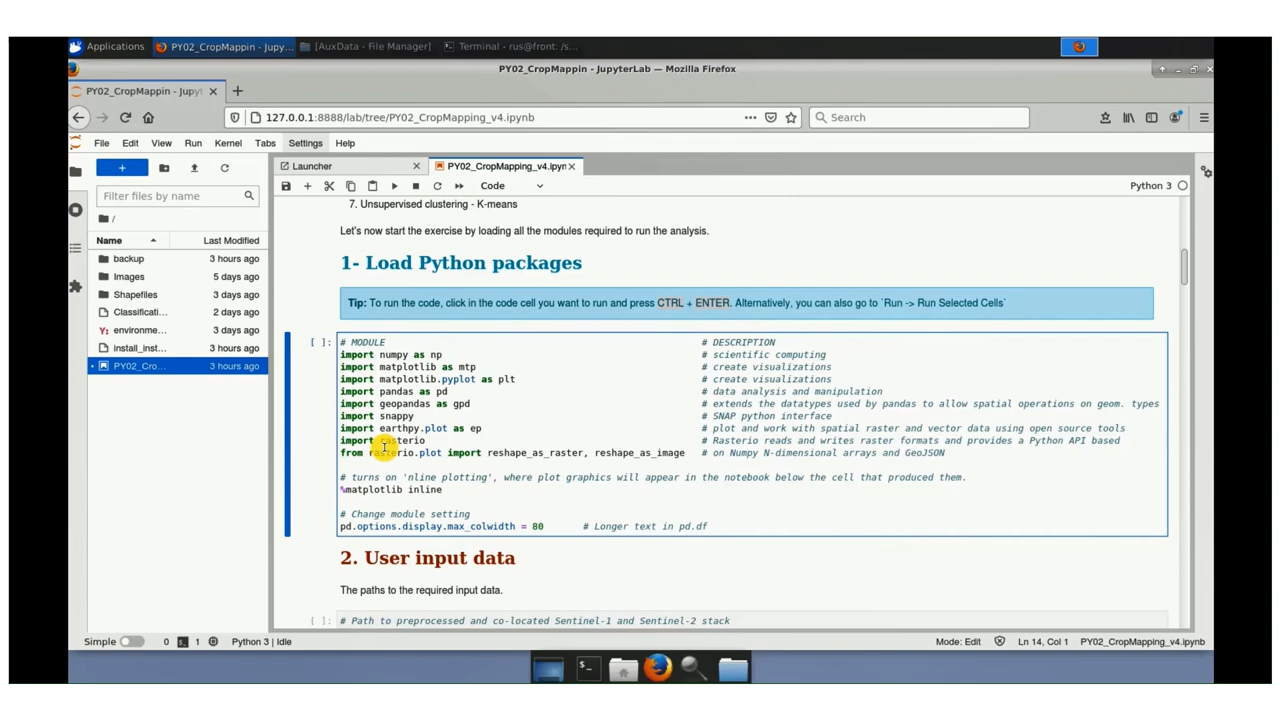 Applications PY02_CropMappin - Jupy... [AuxData - File Manager] Terminal - rus@front: /s...
PY02_CropMappin - JupyterLab — Mozilla Firefox
PY02_CropMappin - Jupyt
127.0.0.1:8888/lab/tree/PY02_CropMapping_v4.ipynb Search
File Edit View Run Kernel Tabs Settings Help
Launcher PY02_CropMapping_v4.ipyn
Code Python 3
Filter files by name
/
Name Last Modified
backup 3 hours ago
Images 5 days ago
Shapefiles 3 hours ago
Classificati... 2 days ago
Y: environme... 3 hours ago
install_inst... 3 hours ago
PY02_Cro... 3 hours ago
7. Unsupervised clustering - K-means
Let's now start the exercise by loading all the modules required to run the analysis.
1- Load Python packages
Tip: To run the code, click in the code cell you want to run and press CTRL + ENTER. Alternatively, you can also go to `Run -> Run Selected Cells`
[ ]: # MODULE # DESCRIPTION
import numpy as np # scientific computing
import matplotlib as mtp # create visualizations
import matplotlib.pyplot as plt # create visualizations
import pandas as pd # data analysis and manipulation
import geopandas as gpd # extends the datatypes used by pandas to allow spatial operations on geom. types
import snappy # SNAP python interface
import earthpy.plot as ep # plot and work with spatial raster and vector data using open source tools
import rasterio # Rasterio reads and writes raster formats and provides a Python API based
from rasterio.plot import reshape_as_raster, reshape_as_image # on Numpy N-dimensional arrays and GeoJSON
# turns on 'nline plotting', where plot graphics will appear in the notebook below the cell that produced them.
%matplotlib inline
# Change module setting
pd.options.display.max_colwidth = 80 # Longer text in pd.df
2. User input data
The paths to the required input data.
[ ]: # Path to preprocessed and co-located Sentinel-1 and Sentinel-2 stack
Simple 0 1 Python 3 | Idle Mode: Edit Ln 14, Col 1 PY02_CropMapping_v4.ipynb